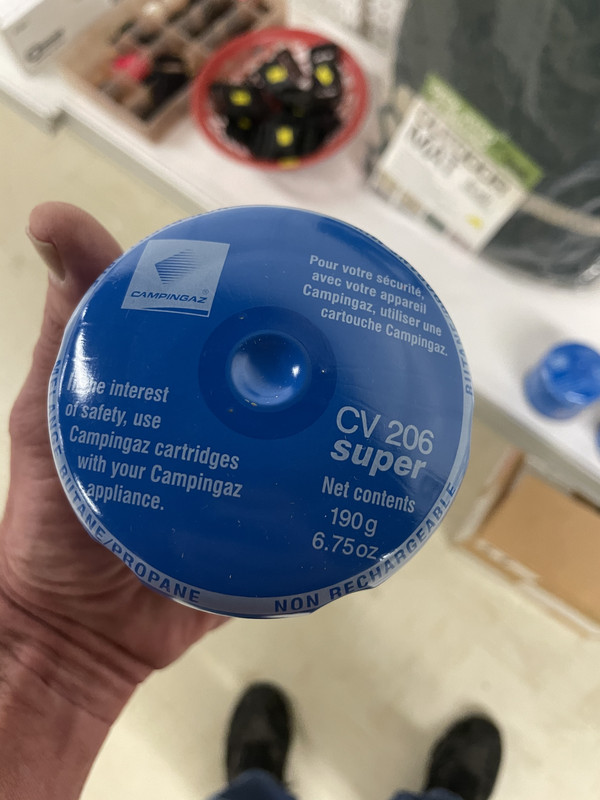 CAMPINGAZ®
Pour votre sécurité,
avec votre appareil
Campingaz, utiliser une
cartouche Campingaz.
In the interest
of safety, use
Campingaz cartridges
with your Campingaz
appliance.
CV 206
super
Net contents
190g
6.75oz.
BUTANE/PROPANE
NON RECHARGEABLE